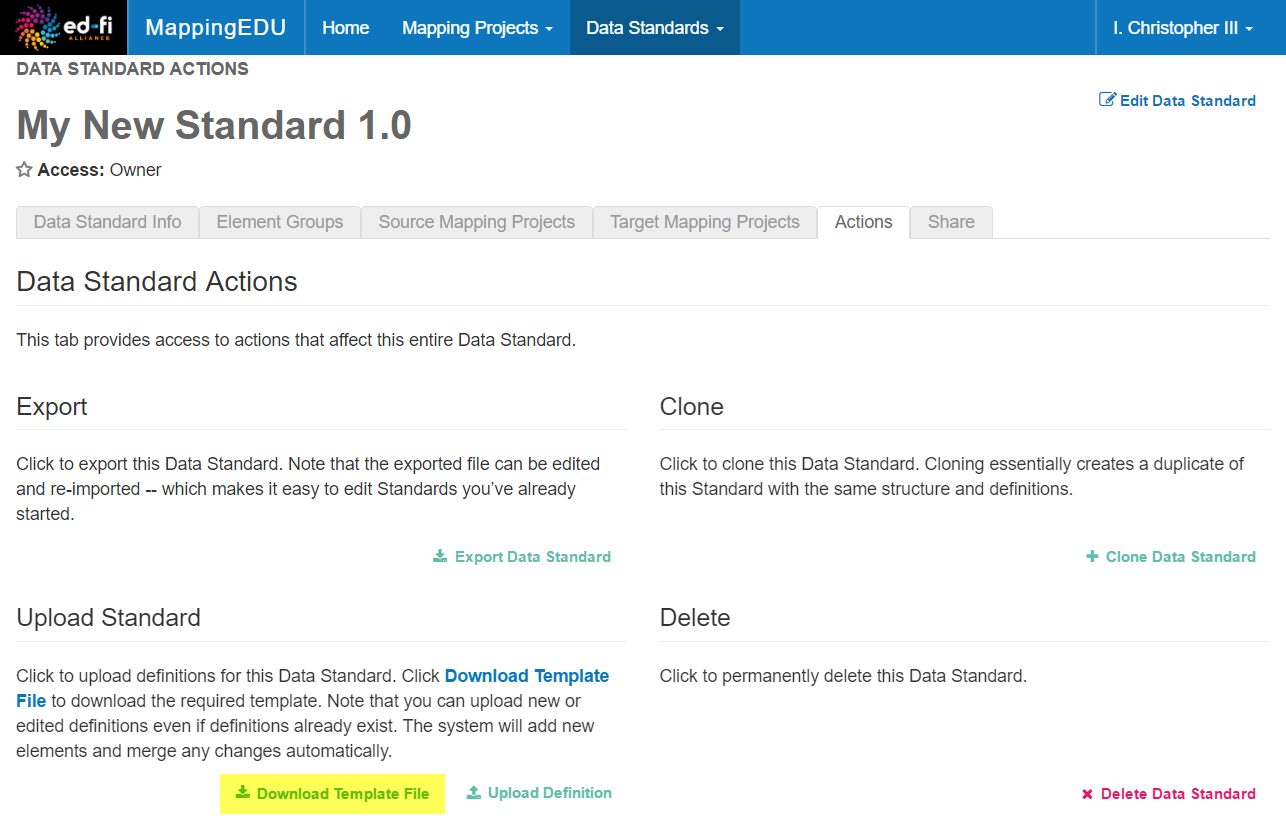 ed-fi
ALLIANCE
MappingEDU
Home
Mapping Projects
Data Standards
I. Christopher III
DATA STANDARD ACTIONS
Edit Data Standard
My New Standard 1.0
Access: Owner
Data Standard Info
Element Groups
Source Mapping Projects
Target Mapping Projects
Actions
Share
Data Standard Actions
This tab provides access to actions that affect this entire Data Standard.
Export
Click to export this Data Standard. Note that the exported file can be edited
and re-imported -- which makes it easy to edit Standards you’ve already
started.
Export Data Standard
Clone
Click to clone this Data Standard. Cloning essentially creates a duplicate of
this Standard with the same structure and definitions.
Clone Data Standard
Upload Standard
Click to upload definitions for this Data Standard. Click Download Template
File to download the required template. Note that you can upload new or
edited definitions even if definitions already exist. The system will add new
elements and merge any changes automatically.
Download Template File
Upload Definition
Delete
Click to permanently delete this Data Standard.
Delete Data Standard